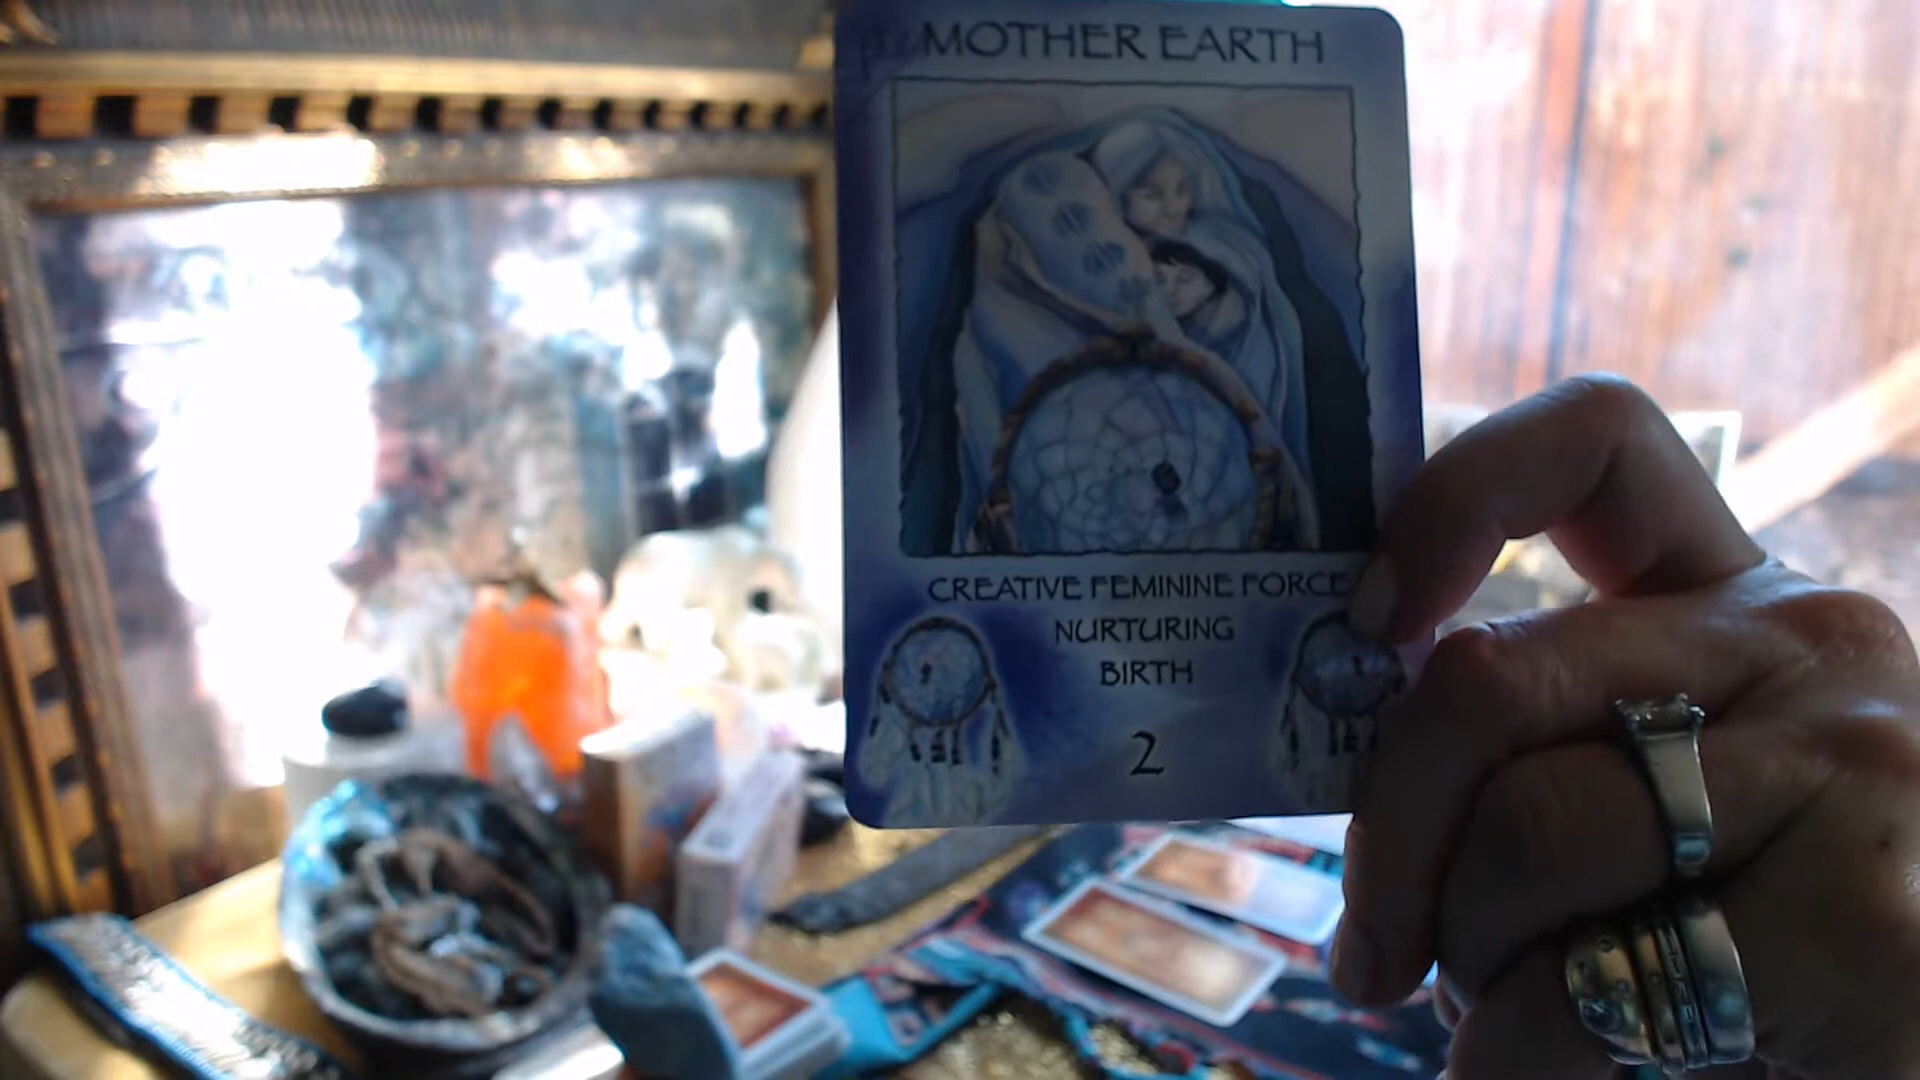 MOTHER EARTH
CREATIVE FEMININE FORCE
NURTURING
BIRTH
2